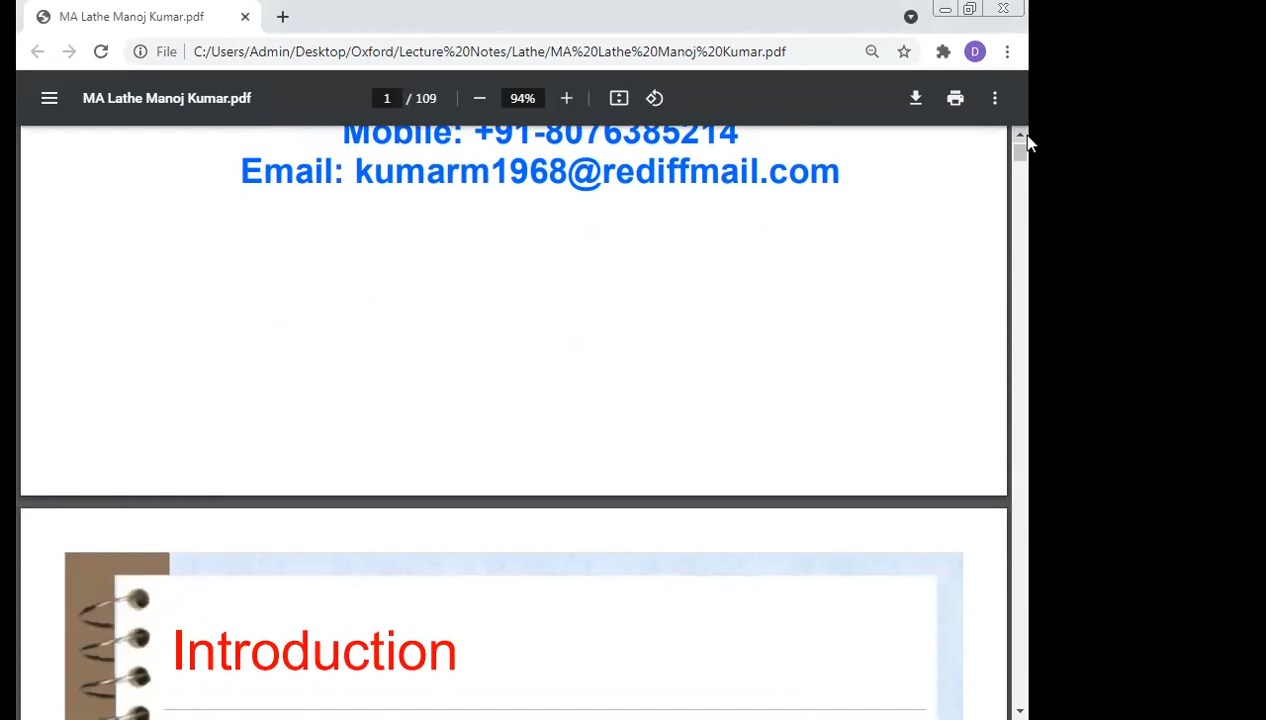 MA Lathe Manoj Kumar.pdf
File C:/Users/Admin/Desktop/Oxford/Lecture%20Notes/Lathe/MA%20Lathe%20Manoj%20Kumar.pdf D
MA Lathe Manoj Kumar.pdf 1 / 109 94%
Mobile: +91-8076385214
Email: kumarm1968@rediffmail.com
Introduction